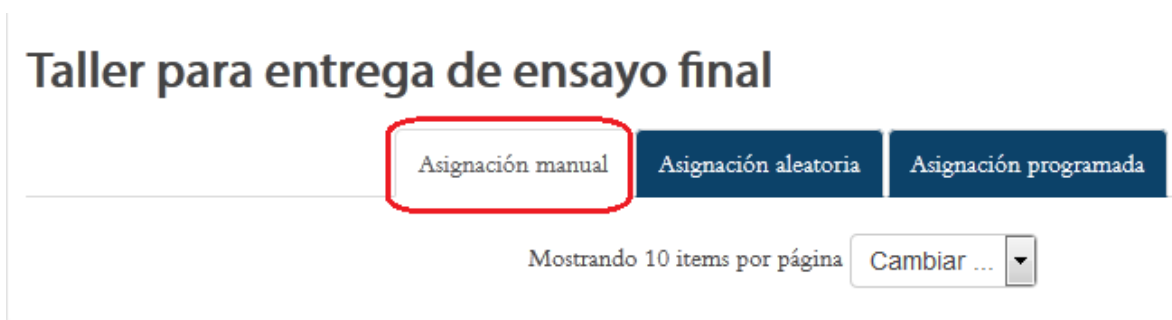 Taller para entrega de ensayo final
Asignación manual Asignación aleatoria Asignación programada
Mostrando 10 items por página Cambiar ...